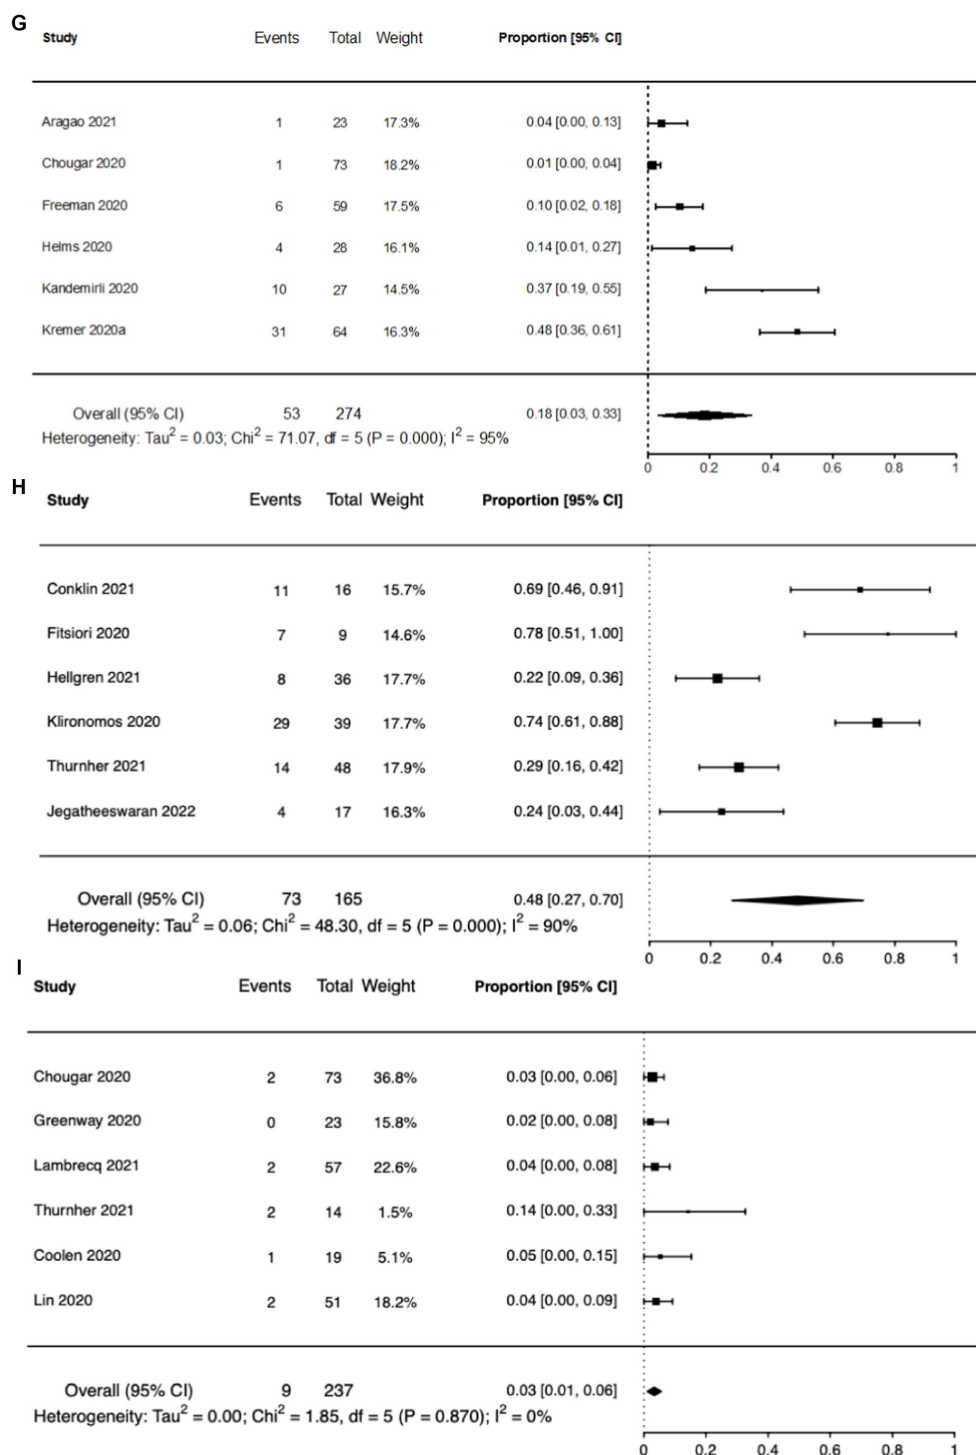 G
Study Events Total Weight Proportion [95% CI]
Aragao 2021 1 23 17.3% 0.04 [0.00, 0.13]
Chougar 2020 1 73 18.2% 0.01 [0.00, 0.04]
Freeman 2020 6 59 17.5% 0.10 [0.02, 0.18]
Helms 2020 4 28 16.1% 0.14 [0.01, 0.27]
Kandemirli 2020 10 27 14.5% 0.37 [0.19, 0.55]
Kremer 2020a 31 64 16.3% 0.48 [0.36, 0.61]
Overall (95% CI) 53 274 0.18 [0.03, 0.33]
Heterogeneity: Tau² = 0.03; Chi² = 71.07, df = 5 (P = 0.000); I² = 95%
0 0.2 0.4 0.6 0.8 1
H
Study Events Total Weight Proportion [95% CI]
Conklin 2021 11 16 15.7% 0.69 [0.46, 0.91]
Fitsiori 2020 7 9 14.6% 0.78 [0.51, 1.00]
Hellgren 2021 8 36 17.7% 0.22 [0.09, 0.36]
Klironomos 2020 29 39 17.7% 0.74 [0.61, 0.88]
Thurnher 2021 14 48 17.9% 0.29 [0.16, 0.42]
Jegatheeswaran 2022 4 17 16.3% 0.24 [0.03, 0.44]
Overall (95% CI) 73 165 0.48 [0.27, 0.70]
Heterogeneity: Tau² = 0.06; Chi² = 48.30, df = 5 (P = 0.000); I² = 90%
0 0.2 0.4 0.6 0.8 1
I
Study Events Total Weight Proportion [95% CI]
Chougar 2020 2 73 36.8% 0.03 [0.00, 0.06]
Greenway 2020 0 23 15.8% 0.02 [0.00, 0.08]
Lambrecq 2021 2 57 22.6% 0.04 [0.00, 0.08]
Thurnher 2021 2 14 1.5% 0.14 [0.00, 0.33]
Coolen 2020 1 19 5.1% 0.05 [0.00, 0.15]
Lin 2020 2 51 18.2% 0.04 [0.00, 0.09]
Overall (95% CI) 9 237 0.03 [0.01, 0.06]
Heterogeneity: Tau² = 0.00; Chi² = 1.85, df = 5 (P = 0.870); I² = 0%
0 0.2 0.4 0.6 0.8 1